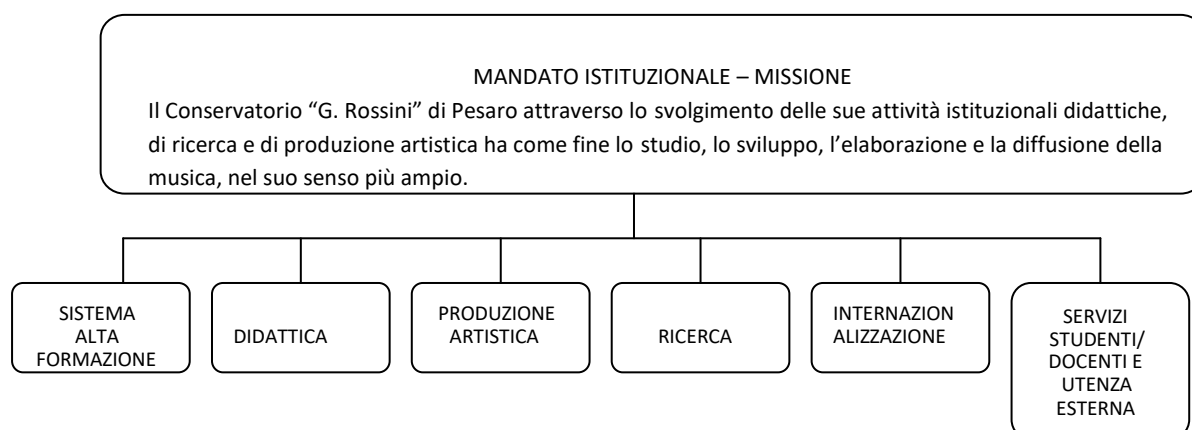 MANDATO ISTITUZIONALE – MISSIONE
Il Conservatorio “G. Rossini” di Pesaro attraverso lo svolgimento delle sue attività istituzionali didattiche,
di ricerca e di produzione artistica ha come fine lo studio, lo sviluppo, l’elaborazione e la diffusione della
musica, nel suo senso più ampio.
SISTEMA
ALTA
FORMAZIONE
DIDATTICA
PRODUZIONE
ARTISTICA
RICERCA
INTERNAZION
ALIZZAZIONE
SERVIZI
STUDENTI/
DOCENTI E
UTENZA
ESTERNA